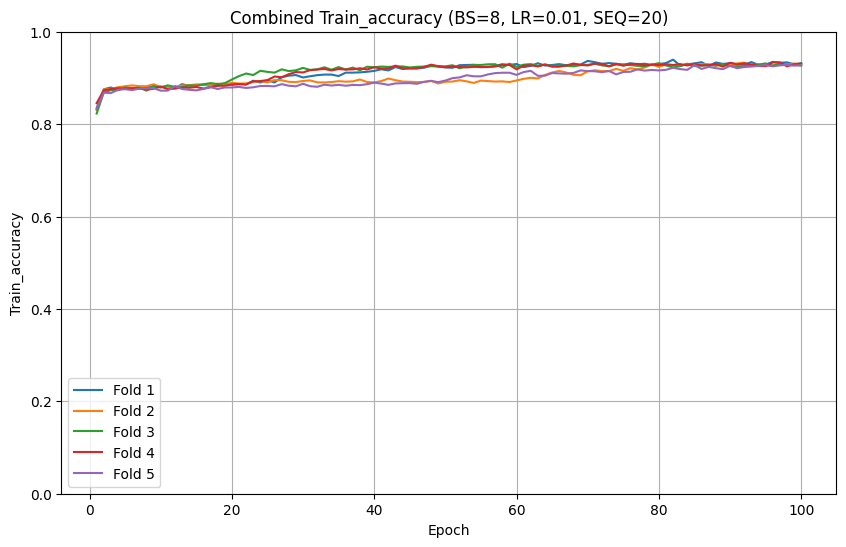 Combined Train_accuracy (BS=8, LR=0.01, SEQ=20)
Train_accuracy
1.0
0.8
0.6
0.4
0.2
0.0
Fold 1
Fold 2
Fold 3
Fold 4
Fold 5
0 20 40 60 80 100
Epoch